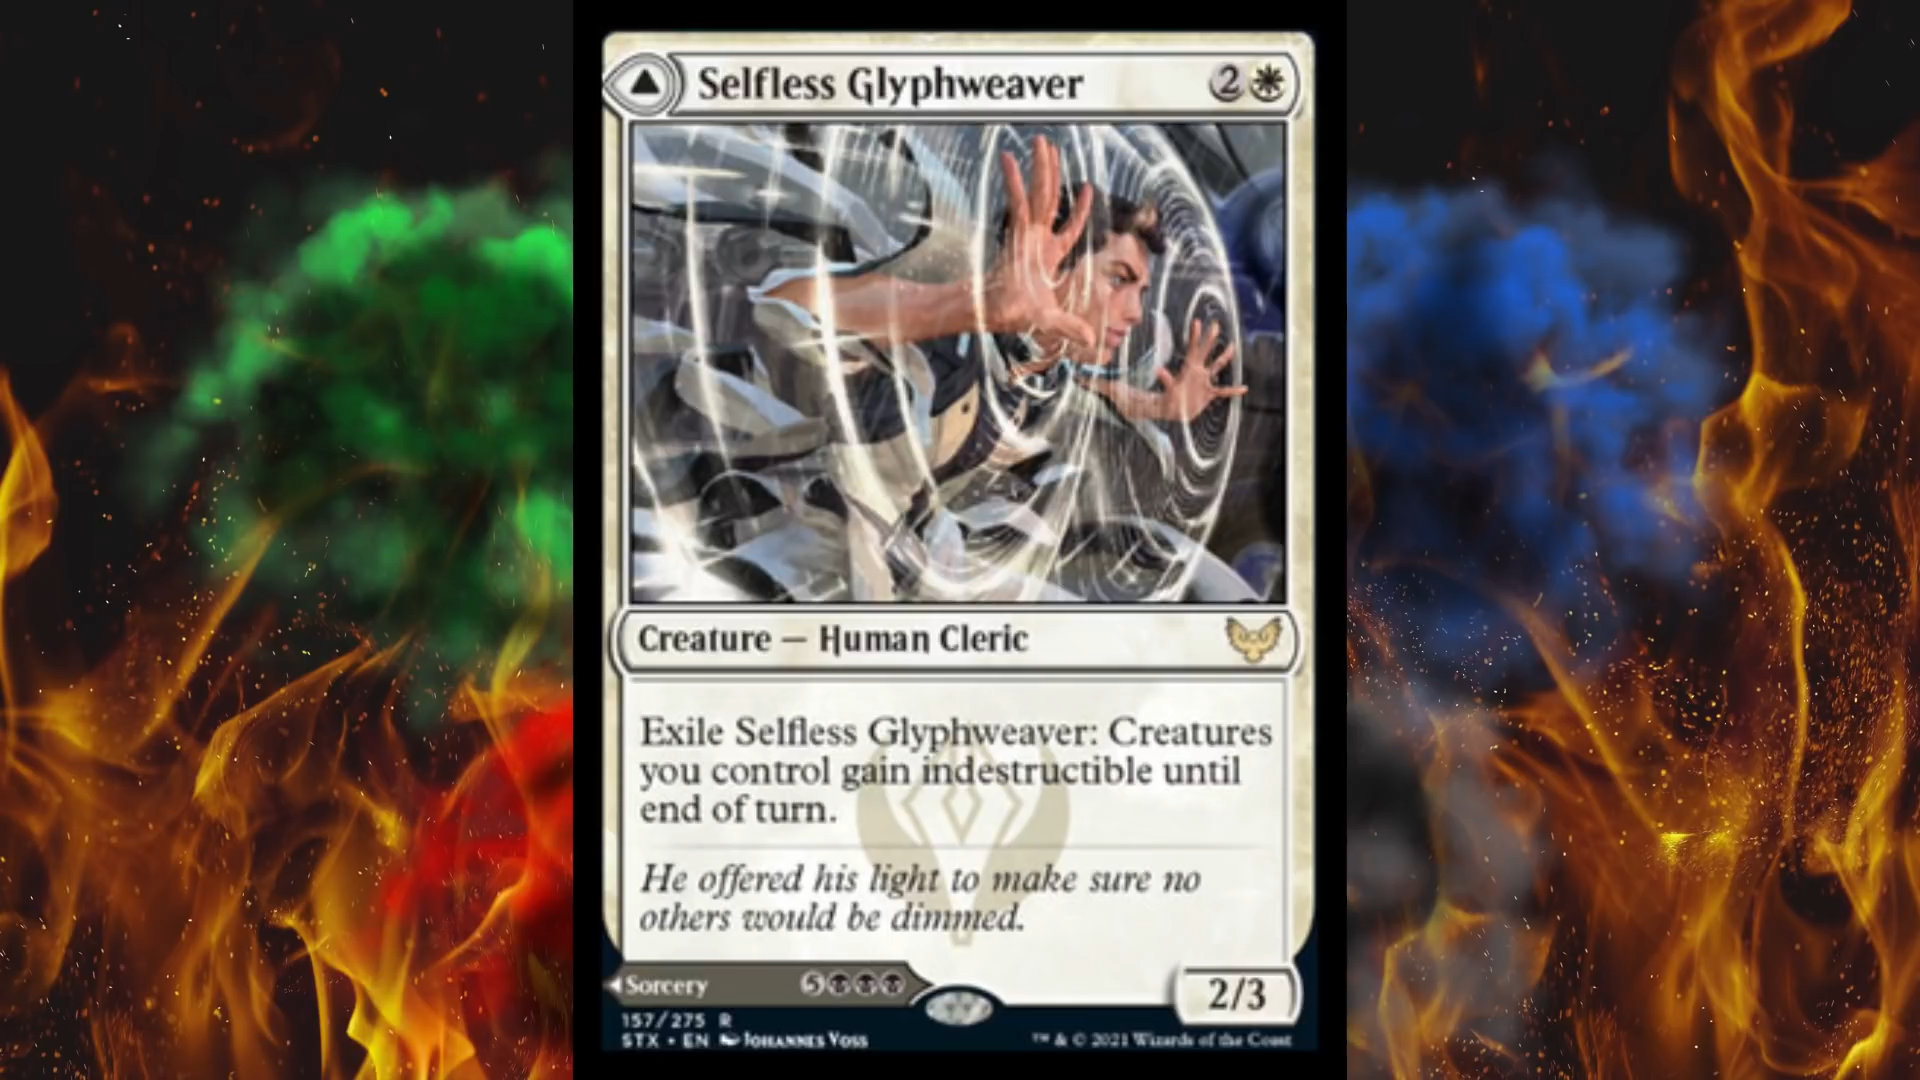 Selfless Glyphweaver 2
Creature — Human Cleric
Exile Selfless Glyphweaver: Creatures
you control gain indestructible until
end of turn.
He offered his light to make sure no
others would be dimmed.
Sorcery 5
2/3
157/275 R
STX • EN Johannes Voss
™ & © 2021 Wizards of the Coast